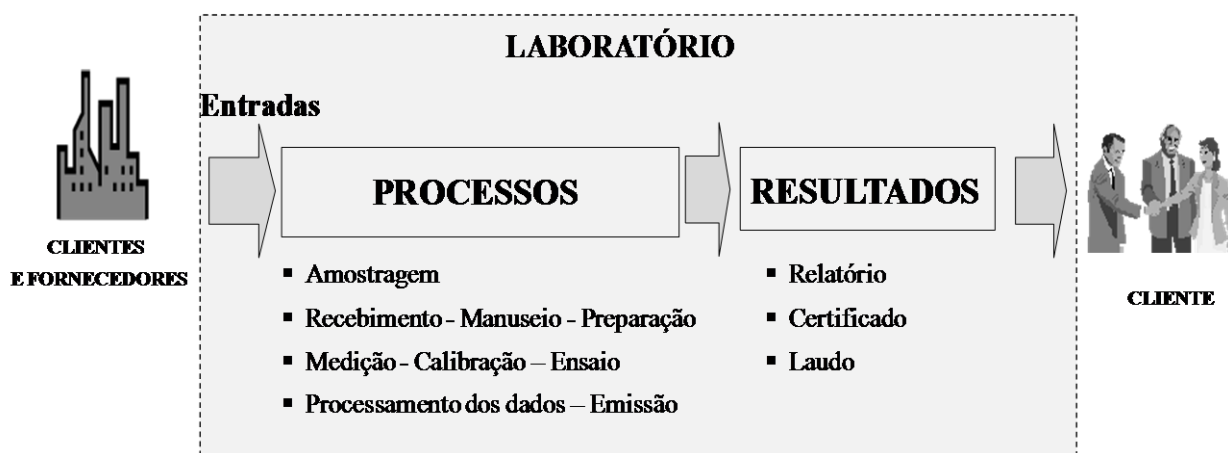 LABORATÓRIO
Entradas
CLIENTES
E FORNECEDORES
PROCESSOS
▪ Amostragem
▪ Recebimento - Manuseio - Preparação
▪ Medição - Calibração – Ensaio
▪ Processamento dos dados – Emissão
RESULTADOS
▪ Relatório
▪ Certificado
▪ Laudo
CLIENTE